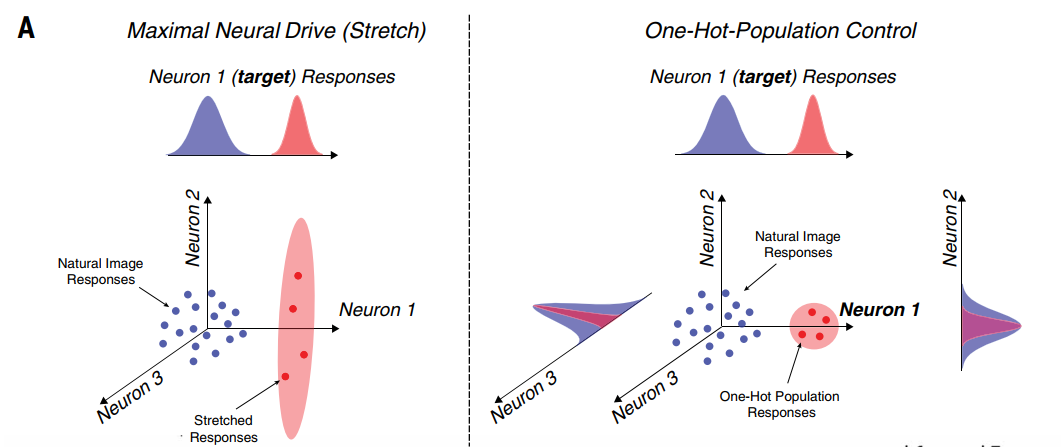 A
Maximal Neural Drive (Stretch)
Neuron 1 (target) Responses
Neuron 2
Natural Image
Responses
Neuron 1
Neuron 3
Stretched
Responses
One-Hot-Population Control
Neuron 1 (target) Responses
Neuron 3
Neuron 2
Natural Image
Responses
Neuron 1
Neuron 3
One-Hot Population
Responses
Neuron 2